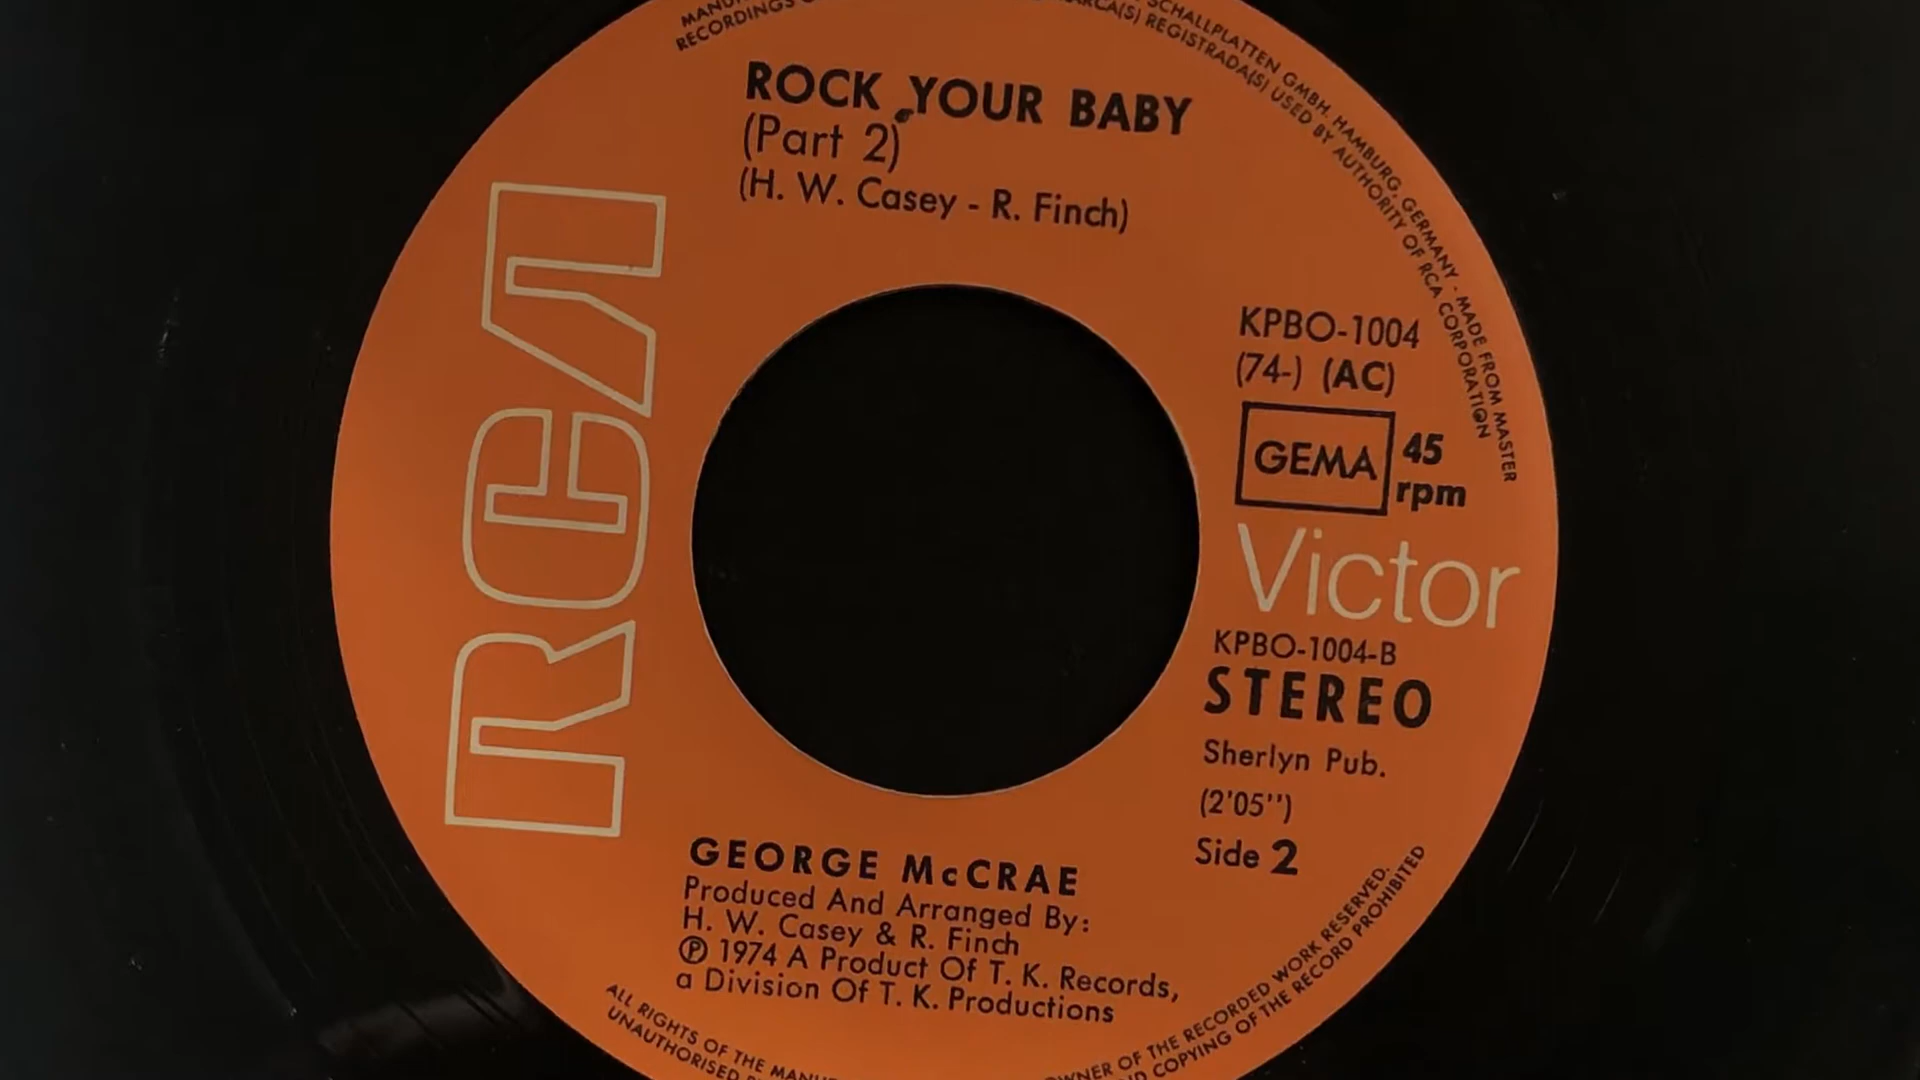 RECORDINGS
SCHALLPLATTEN GMBH. HAMBURG, GERMANY - MADE FROM MASTER
REGISTRADA(S) USED BY AUTHORITY OF RCA CORPORATION
ROCK YOUR BABY
(Part 2)
(H. W. Casey - R. Finch)
RCA
KPBO-1004
(74-) (AC)
GEMA
45
rpm
Victor
KPBO-1004-B
STEREO
Sherlyn Pub.
(2'05'')
Side 2
GEORGE McCRAE
Produced And Arranged By:
H. W. Casey & R. Finch
Ⓟ 1974 A Product Of T. K. Records,
a Division Of T. K. Productions
ALL RIGHTS OF THE
UNAUTHORISED
OF THE RECORDED WORK RESERVED.
COPYING OF THE RECORD PROHIBITED